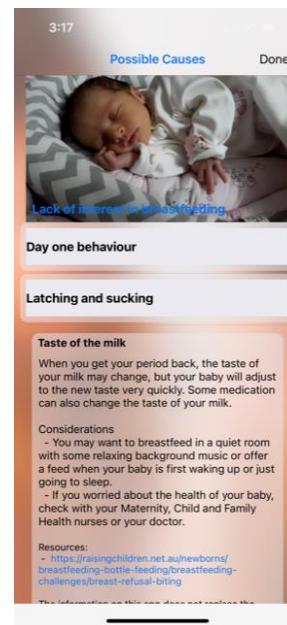 3:17
Possible Causes Done
Lack of interest in breastfeeding
Day one behaviour
Latching and sucking
Taste of the milk
When you get your period back, the taste of
your milk may change, but your baby will adjust
to the new taste very quickly. Some medication
can also change the taste of your milk.
Considerations
- You may want to breastfeed in a quiet room
with some relaxing background music or offer
a feed when your baby is first waking up or just
going to sleep.
- If you worried about the health of your baby,
check with your Maternity, Child and Family
Health nurses or your doctor.
Resources:
- https://raisingchildren.net.au/newborns/
breastfeeding-bottle-feeding/breastfeeding-
challenges/breast-refusal-biting
The information on this app does not replace the